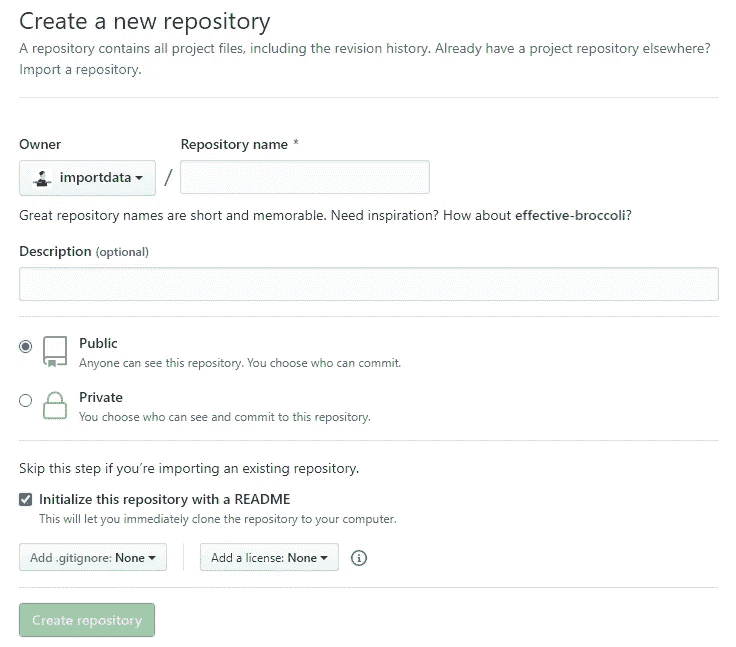 Create a new repository
A repository contains all project files, including the revision history. Already have a project repository elsewhere?
Import a repository.
Owner
Repository name *
importdata
/
Great repository names are short and memorable. Need inspiration? How about effective-broccoli?
Description (optional)
Public
Anyone can see this repository. You choose who can commit.
Private
You choose who can see and commit to this repository.
Skip this step if you’re importing an existing repository.
Initialize this repository with a README
This will let you immediately clone the repository to your computer.
Add .gitignore: None
Add a license: None
Create repository